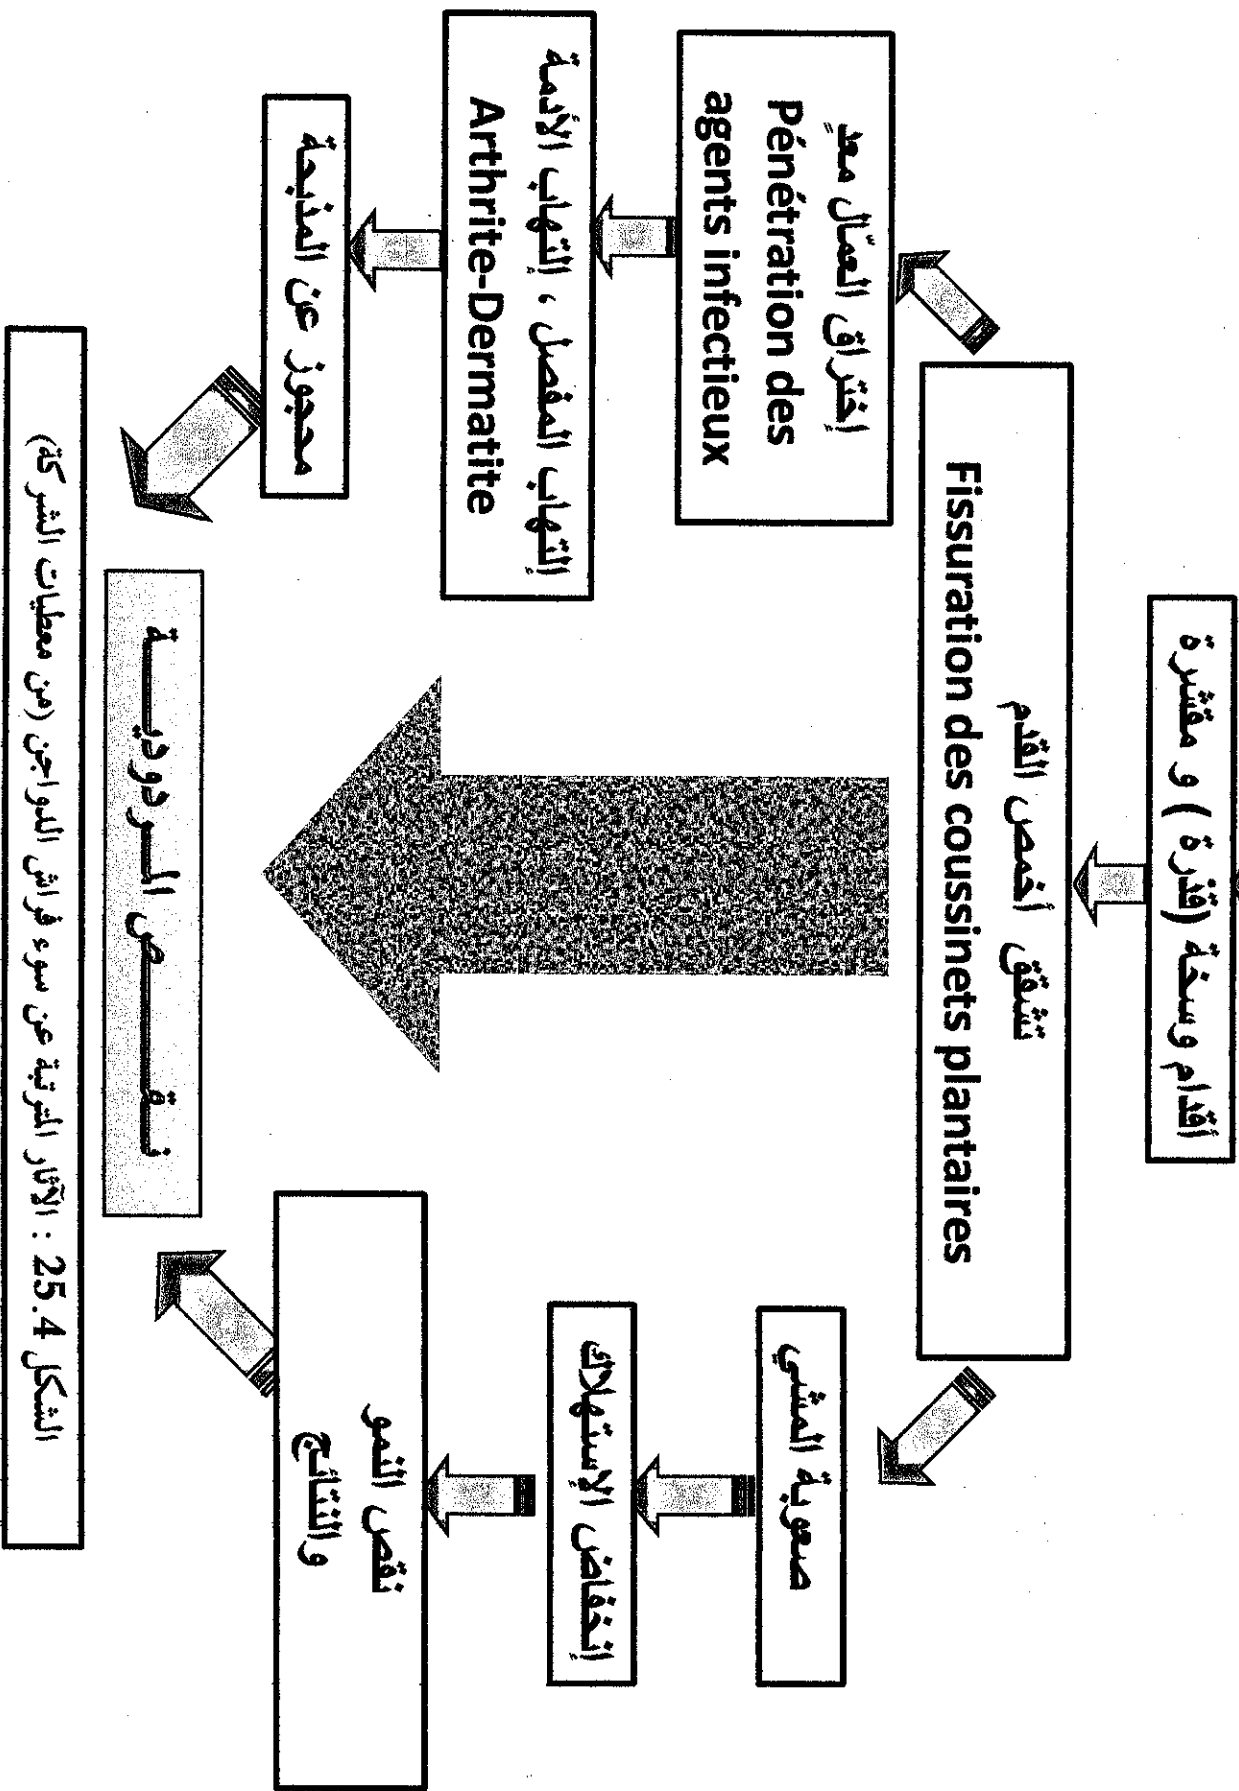 أقدام وسخة (قذرة ) و مقشرة
تشقق أخمص القدم
Fissuration des coussinets plantaires
إختراق العمّال معدٍ
Pénétration des
agents infectieux
إلتهاب المفصل ، إلتهاب الأدمة
Arthrite-Dermatite
محجوز عن المذبحة
صعوبة المشي
إنخفاض الإستهلاك
نقص النمو
والنتائج
نـقـــص المـردوديـــة
الشكل 25.4 : الآثار المترتبة عن سوء فراش الدواجن (من معطيات الشركة)